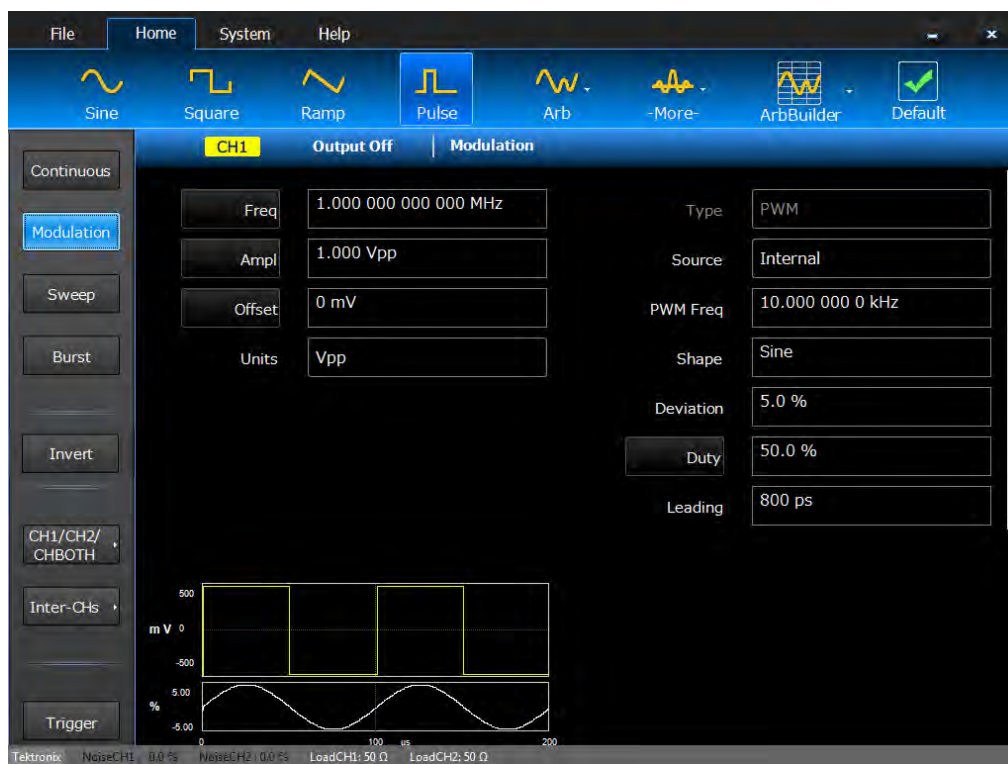 File Home System Help
Sine Square Ramp Pulse Arb -More- ArbBuilder Default
CH1 Output Off Modulation
Continuous
Modulation
Sweep
Burst
Invert
CH1/CH2/
CHBOTH
Inter-CHs
Trigger
Freq 1.000 000 000 000 MHz
Ampl 1.000 Vpp
Offset 0 mV
Units Vpp
Type PWM
Source Internal
PWM Freq 10.000 000 0 kHz
Shape Sine
Deviation 5.0 %
Duty 50.0 %
Leading 800 ps
500
m V 0
-500
5.00
%
-5.00
0 100 us 200
Tektronix NoiseCH1 : 0.0 % NoiseCH2 : 0.0 % LoadCH1: 50 Ω LoadCH2: 50 Ω